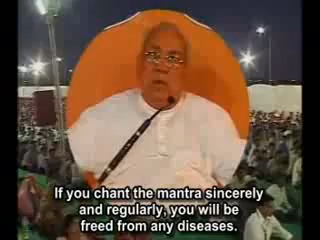 If you chant the mantra sincerely
and regularly, you will be
freed from any diseases.